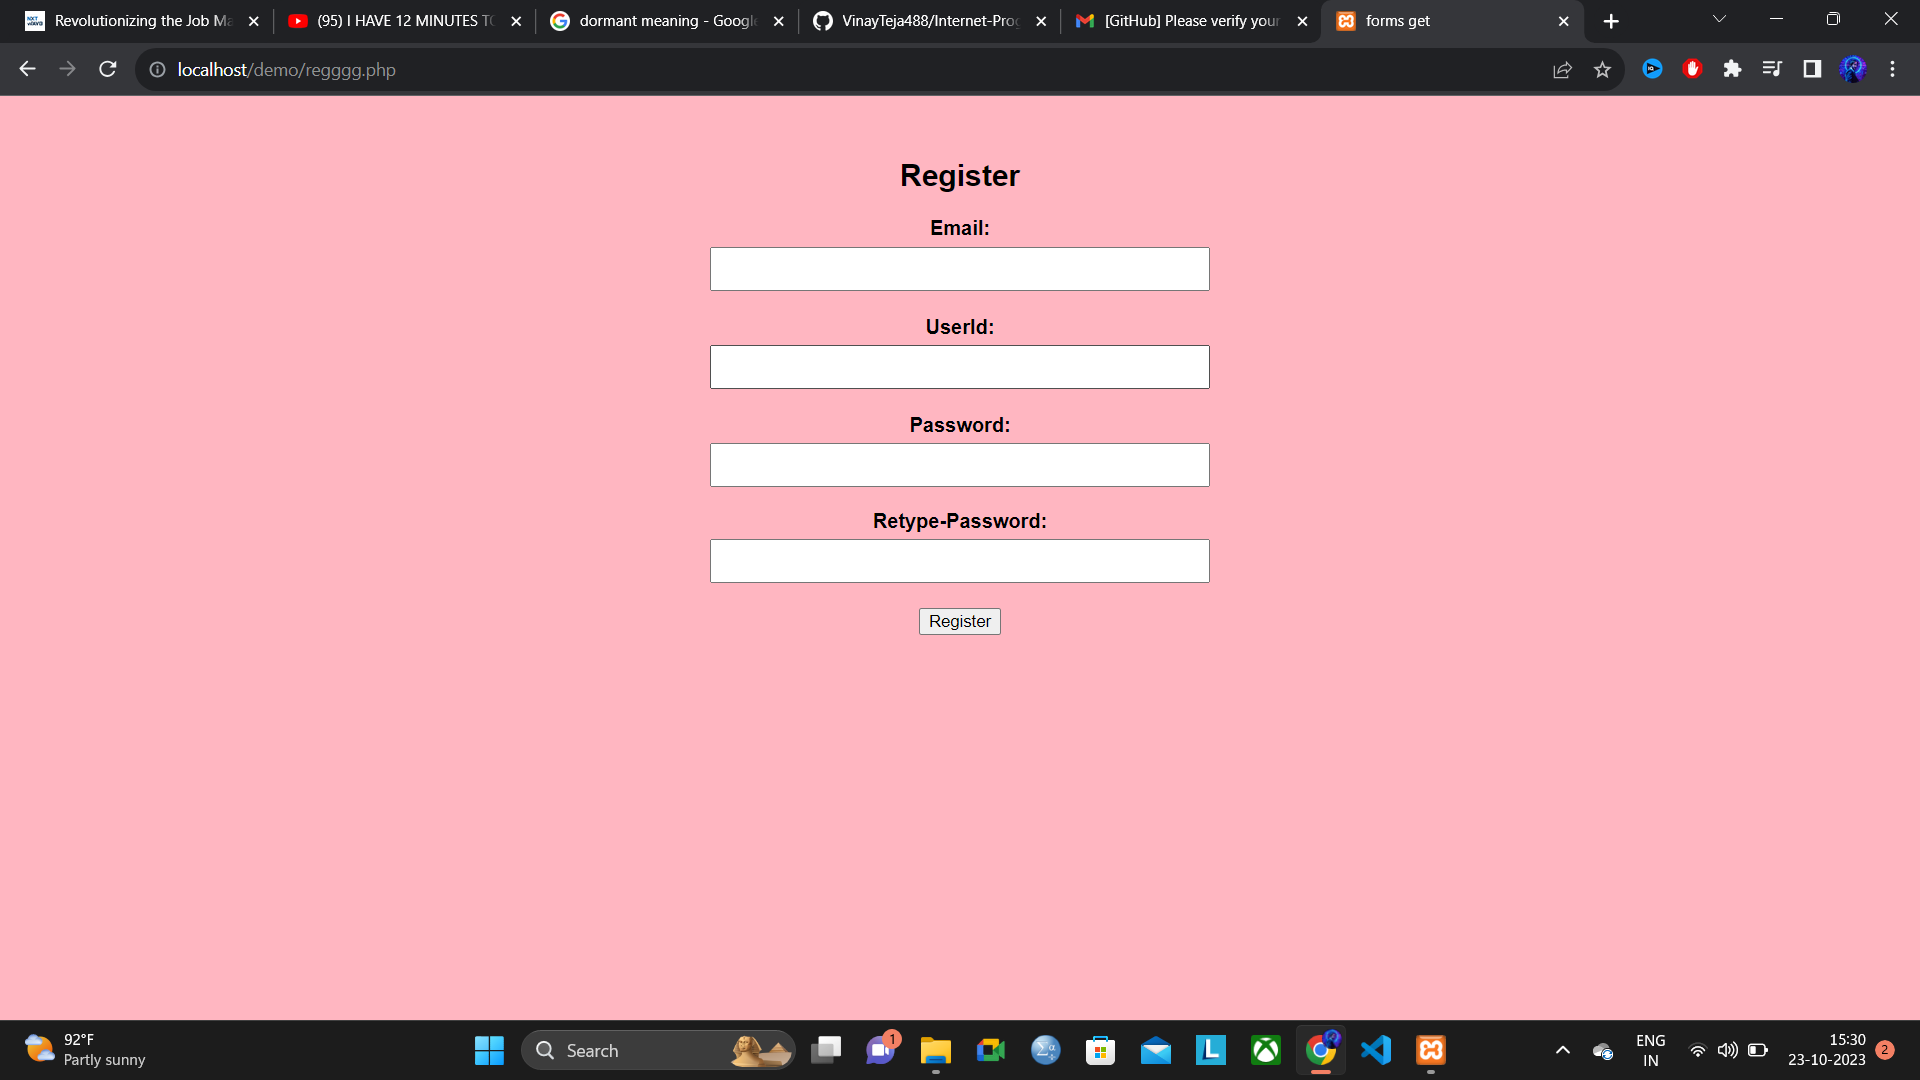 Revolutionizing the Job Ma
(95) I HAVE 12 MINUTES TO
dormant meaning - Google
VinayTeja488/Internet-Prog
[GitHub] Please verify your
forms get
localhost/demo/regggg.php
Register
Email:
UserId:
Password:
Retype-Password:
Register
92°F
Partly sunny
Search
1
ENG
IN
15:30
23-10-2023
2